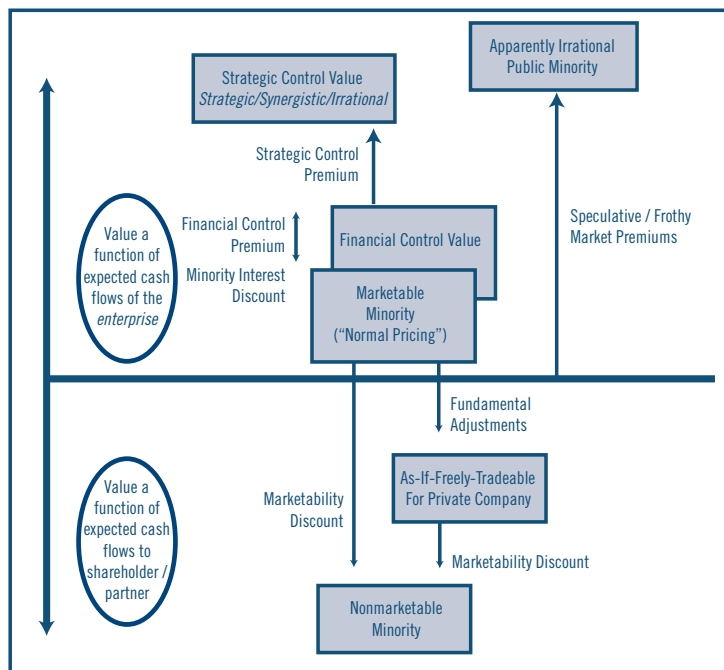 Apparently Irrational
Public Minority
Strategic Control Value
Strategic/Synergistic/Irrational
Strategic Control
Premium
Speculative / Frothy
Market Premiums
Value a
function of
expected cash
flows of the
enterprise
Financial Control
Premium
Financial Control Value
Minority Interest
Discount
Marketable
Minority
(“Normal Pricing”)
Fundamental
Adjustments
Value a
function of
expected cash
flows to
shareholder /
partner
Marketability
Discount
As-If-Freely-Tradeable
For Private Company
Marketability Discount
Nonmarketable
Minority